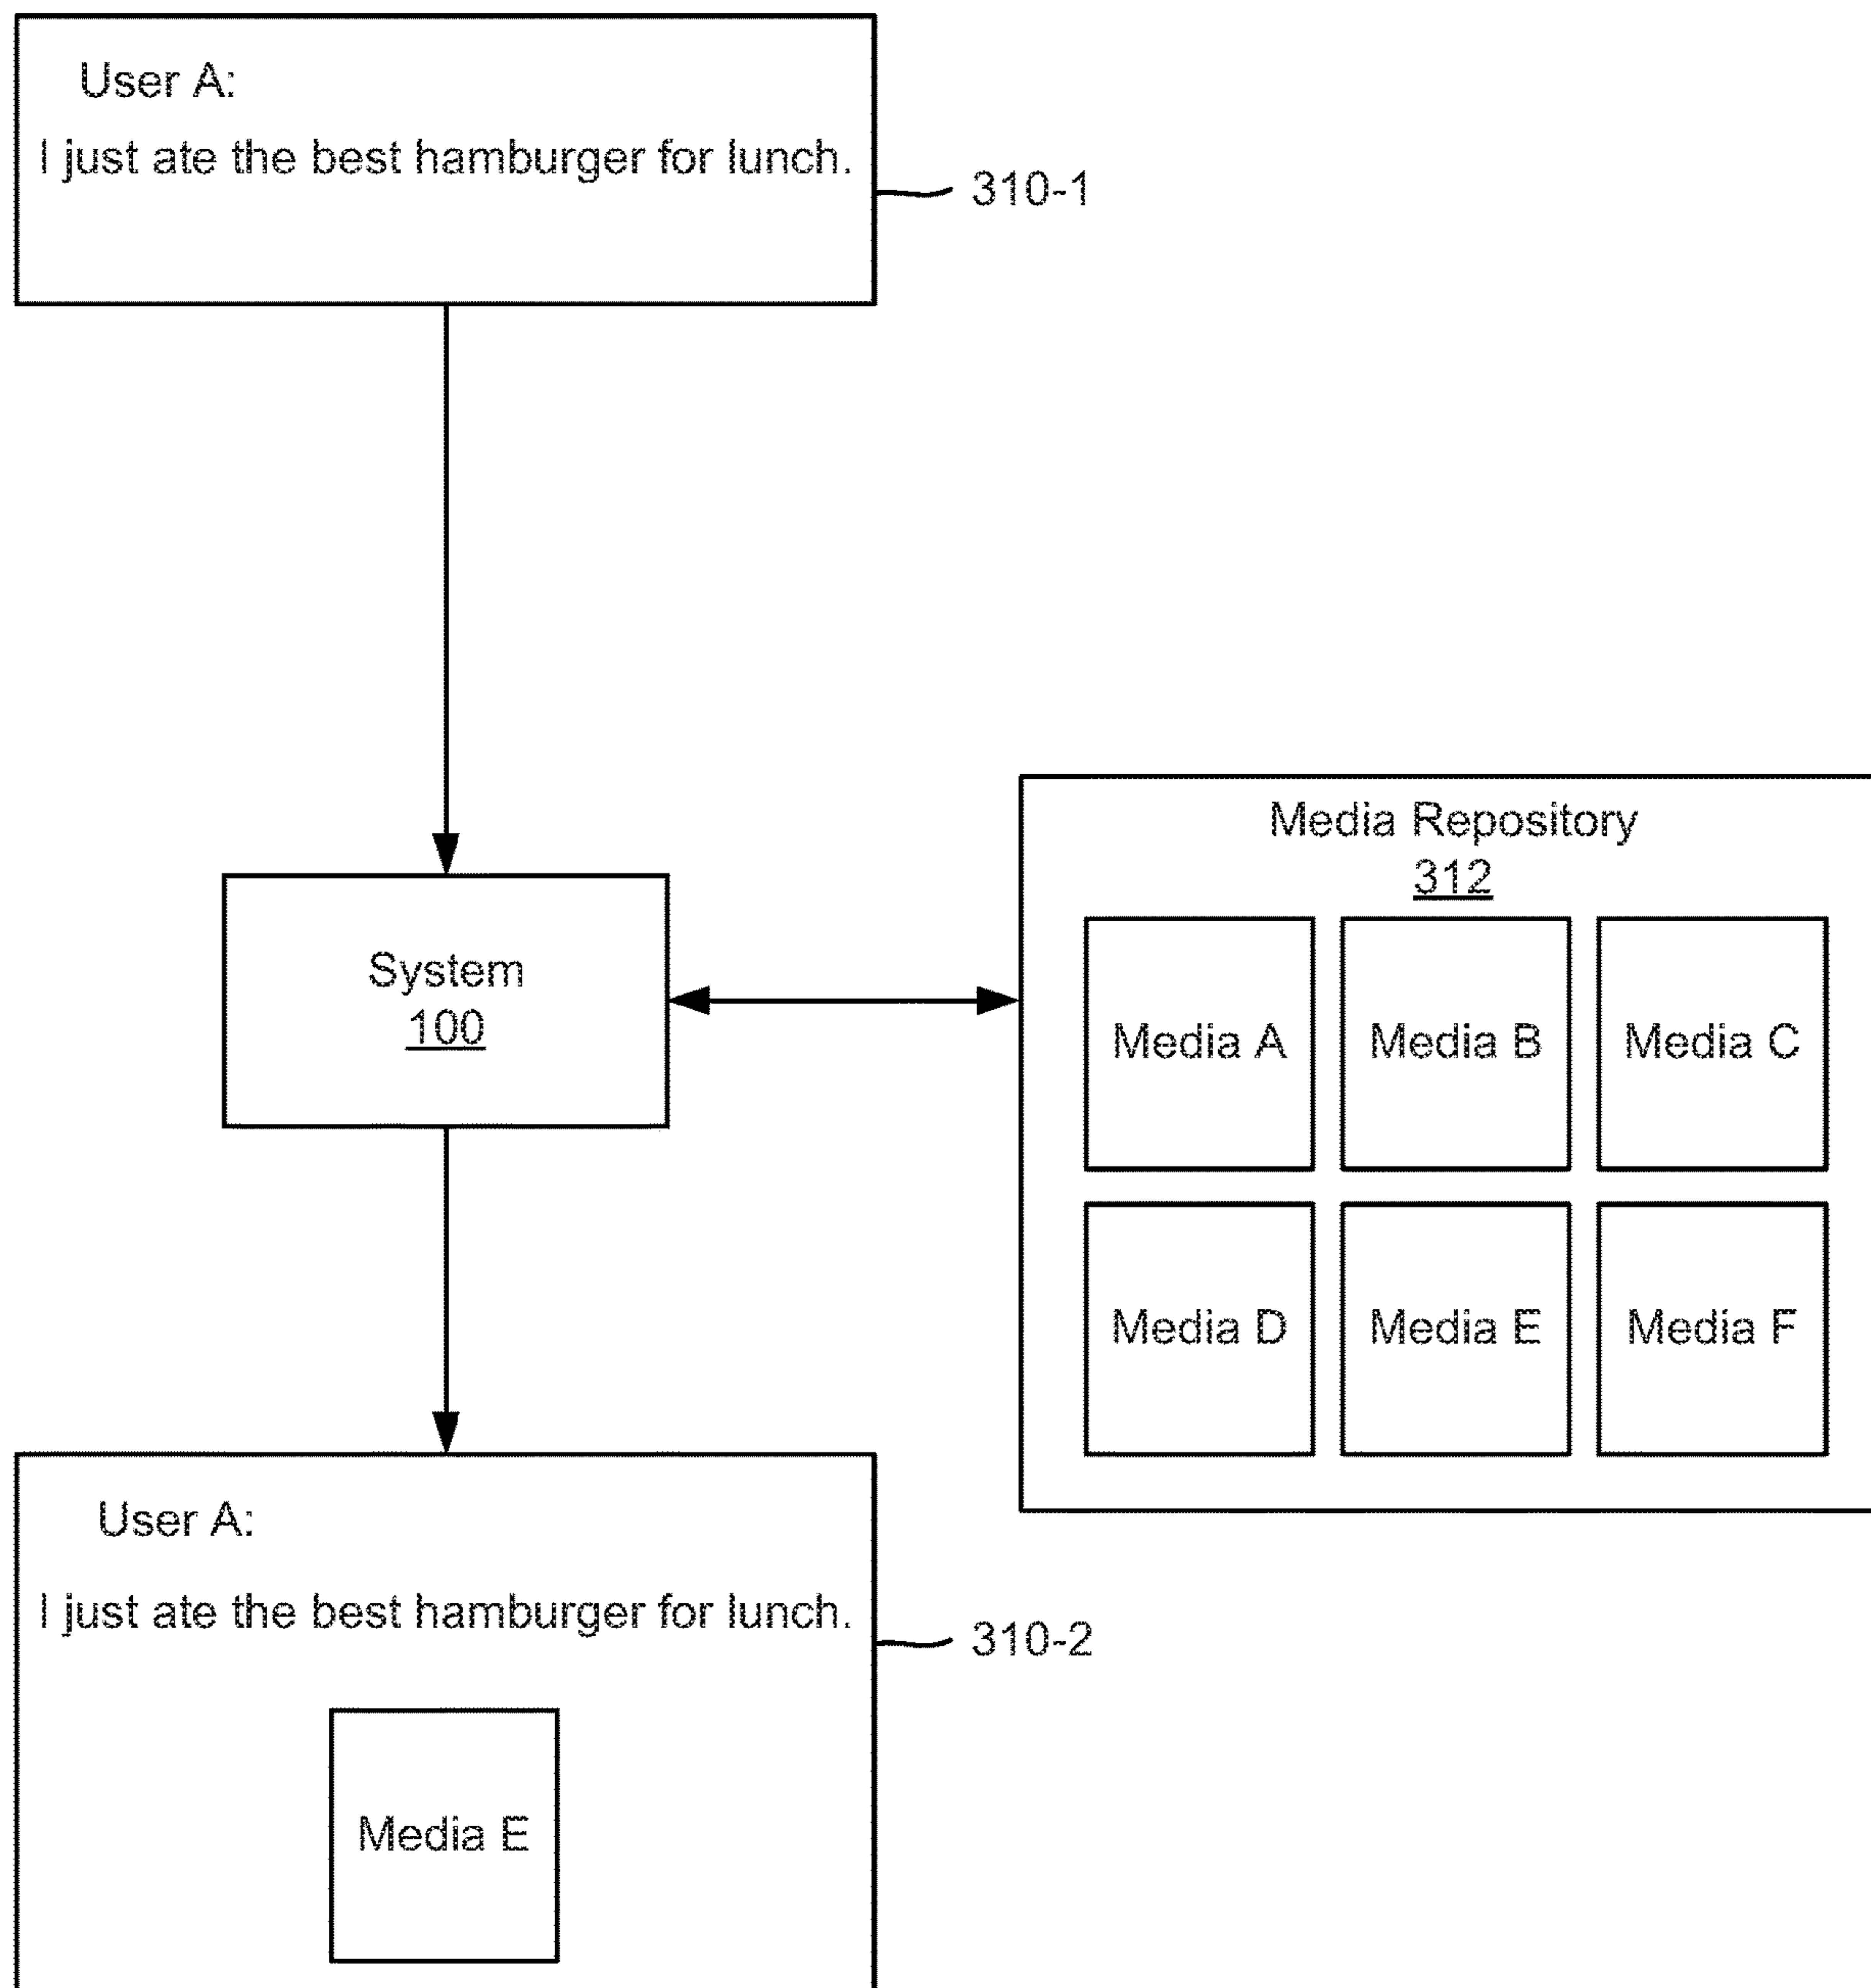 User A:
I just ate the best hamburger for lunch.
310-1
System
100
Media Repository
312
Media A
Media B
Media C
Media D
Media E
Media F
User A:
I just ate the best hamburger for lunch.
310-2
Media E